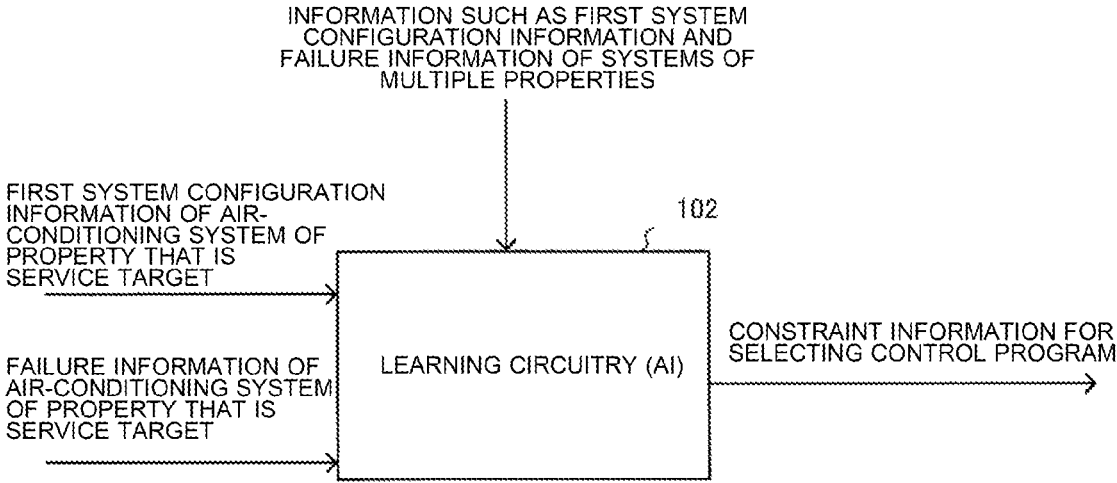 INFORMATION SUCH AS FIRST SYSTEM
CONFIGURATION INFORMATION AND
FAILURE INFORMATION OF SYSTEMS OF
MULTIPLE PROPERTIES
FIRST SYSTEM CONFIGURATION
INFORMATION OF AIR-
CONDITIONING SYSTEM OF
PROPERTY THAT IS
SERVICE TARGET
102
FAILURE INFORMATION OF
AIR-CONDITIONING SYSTEM
OF PROPERTY THAT IS
SERVICE TARGET
LEARNING CIRCUITRY (AI)
CONSTRAINT INFORMATION FOR
SELECTING CONTROL PROGRAM